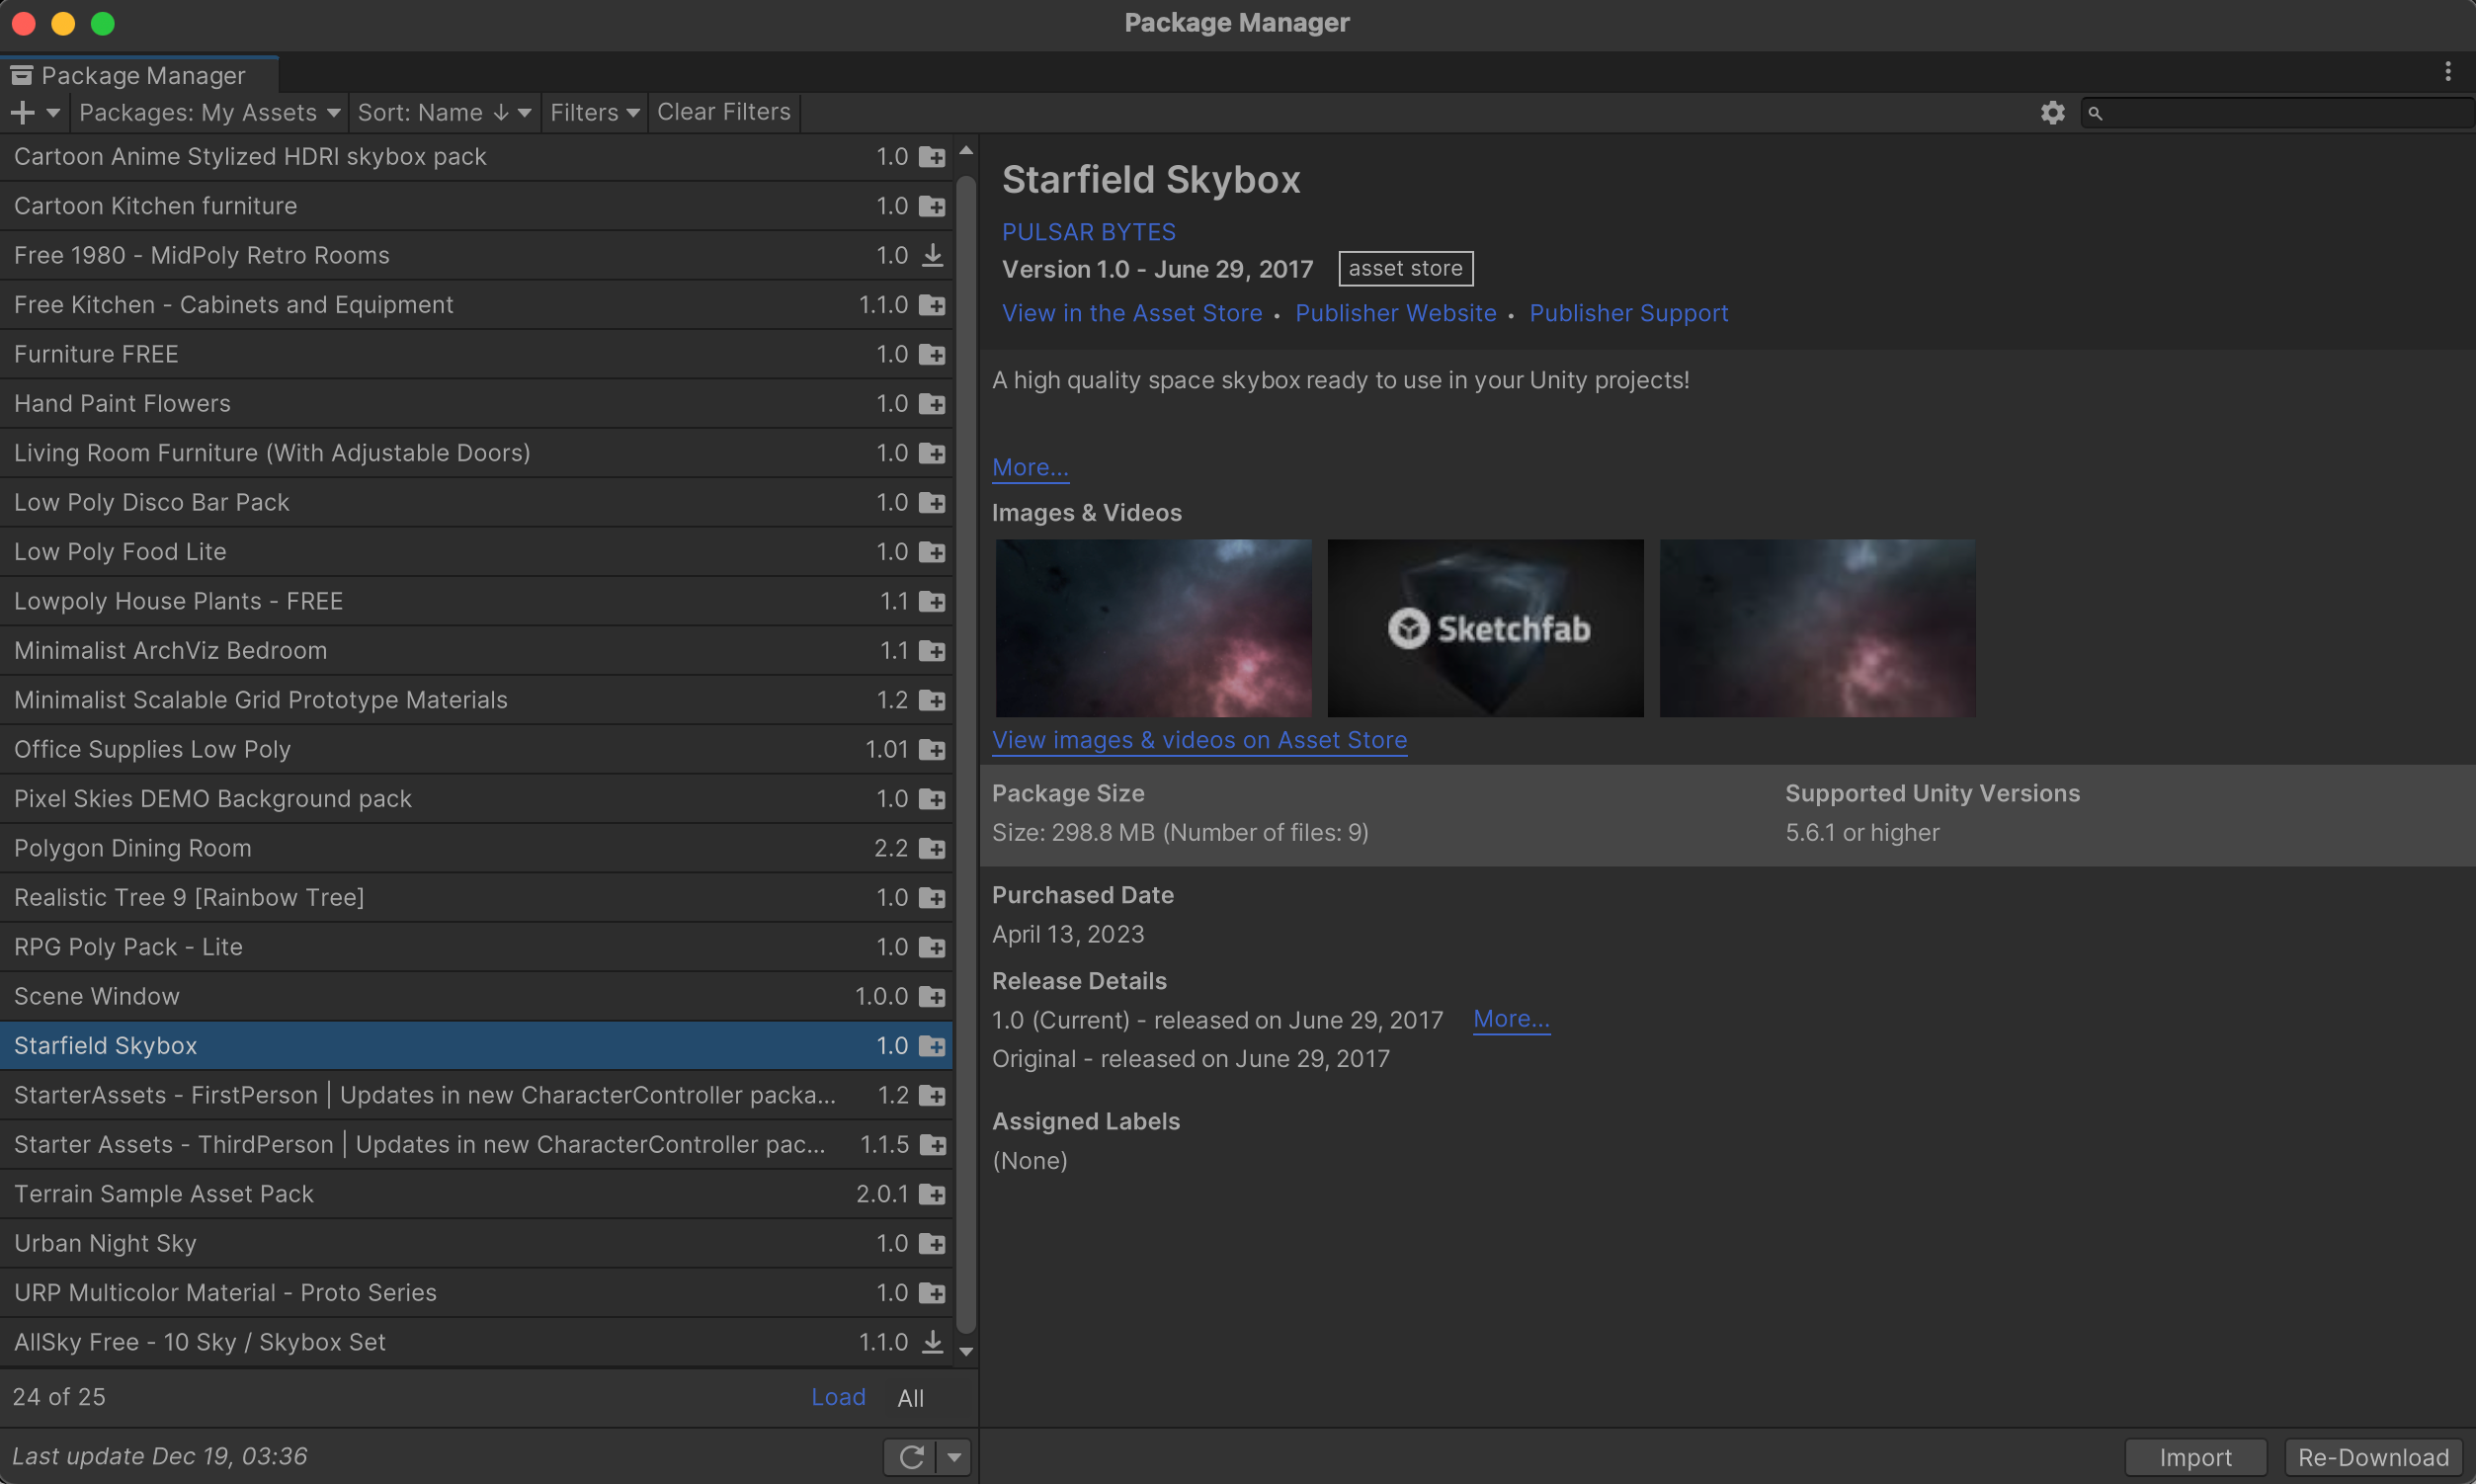 Package Manager
Package Manager
Packages: My Assets Sort: Name ↓ Filters Clear Filters
Cartoon Anime Stylized HDRI skybox pack 1.0
Cartoon Kitchen furniture 1.0
Free 1980 - MidPoly Retro Rooms 1.0
Free Kitchen - Cabinets and Equipment 1.1.0
Furniture FREE 1.0
Hand Paint Flowers 1.0
Living Room Furniture (With Adjustable Doors) 1.0
Low Poly Disco Bar Pack 1.0
Low Poly Food Lite 1.0
Lowpoly House Plants - FREE 1.1
Minimalist ArchViz Bedroom 1.1
Minimalist Scalable Grid Prototype Materials 1.2
Office Supplies Low Poly 1.01
Pixel Skies DEMO Background pack 1.0
Polygon Dining Room 2.2
Realistic Tree 9 [Rainbow Tree] 1.0
RPG Poly Pack - Lite 1.0
Scene Window 1.0.0
Starfield Skybox 1.0
StarterAssets - FirstPerson | Updates in new CharacterController packa... 1.2
Starter Assets - ThirdPerson | Updates in new CharacterController pac... 1.1.5
Terrain Sample Asset Pack 2.0.1
Urban Night Sky 1.0
URP Multicolor Material - Proto Series 1.0
AllSky Free - 10 Sky / Skybox Set 1.1.0
24 of 25 Load All
Last update Dec 19, 03:36
Starfield Skybox
PULSAR BYTES
Version 1.0 - June 29, 2017 asset store
View in the Asset Store • Publisher Website • Publisher Support
A high quality space skybox ready to use in your Unity projects!
More...
Images & Videos
Sketchfab
View images & videos on Asset Store
Package Size Supported Unity Versions
Size: 298.8 MB (Number of files: 9) 5.6.1 or higher
Purchased Date
April 13, 2023
Release Details
1.0 (Current) - released on June 29, 2017 More...
Original - released on June 29, 2017
Assigned Labels
(None)
Import Re-Download